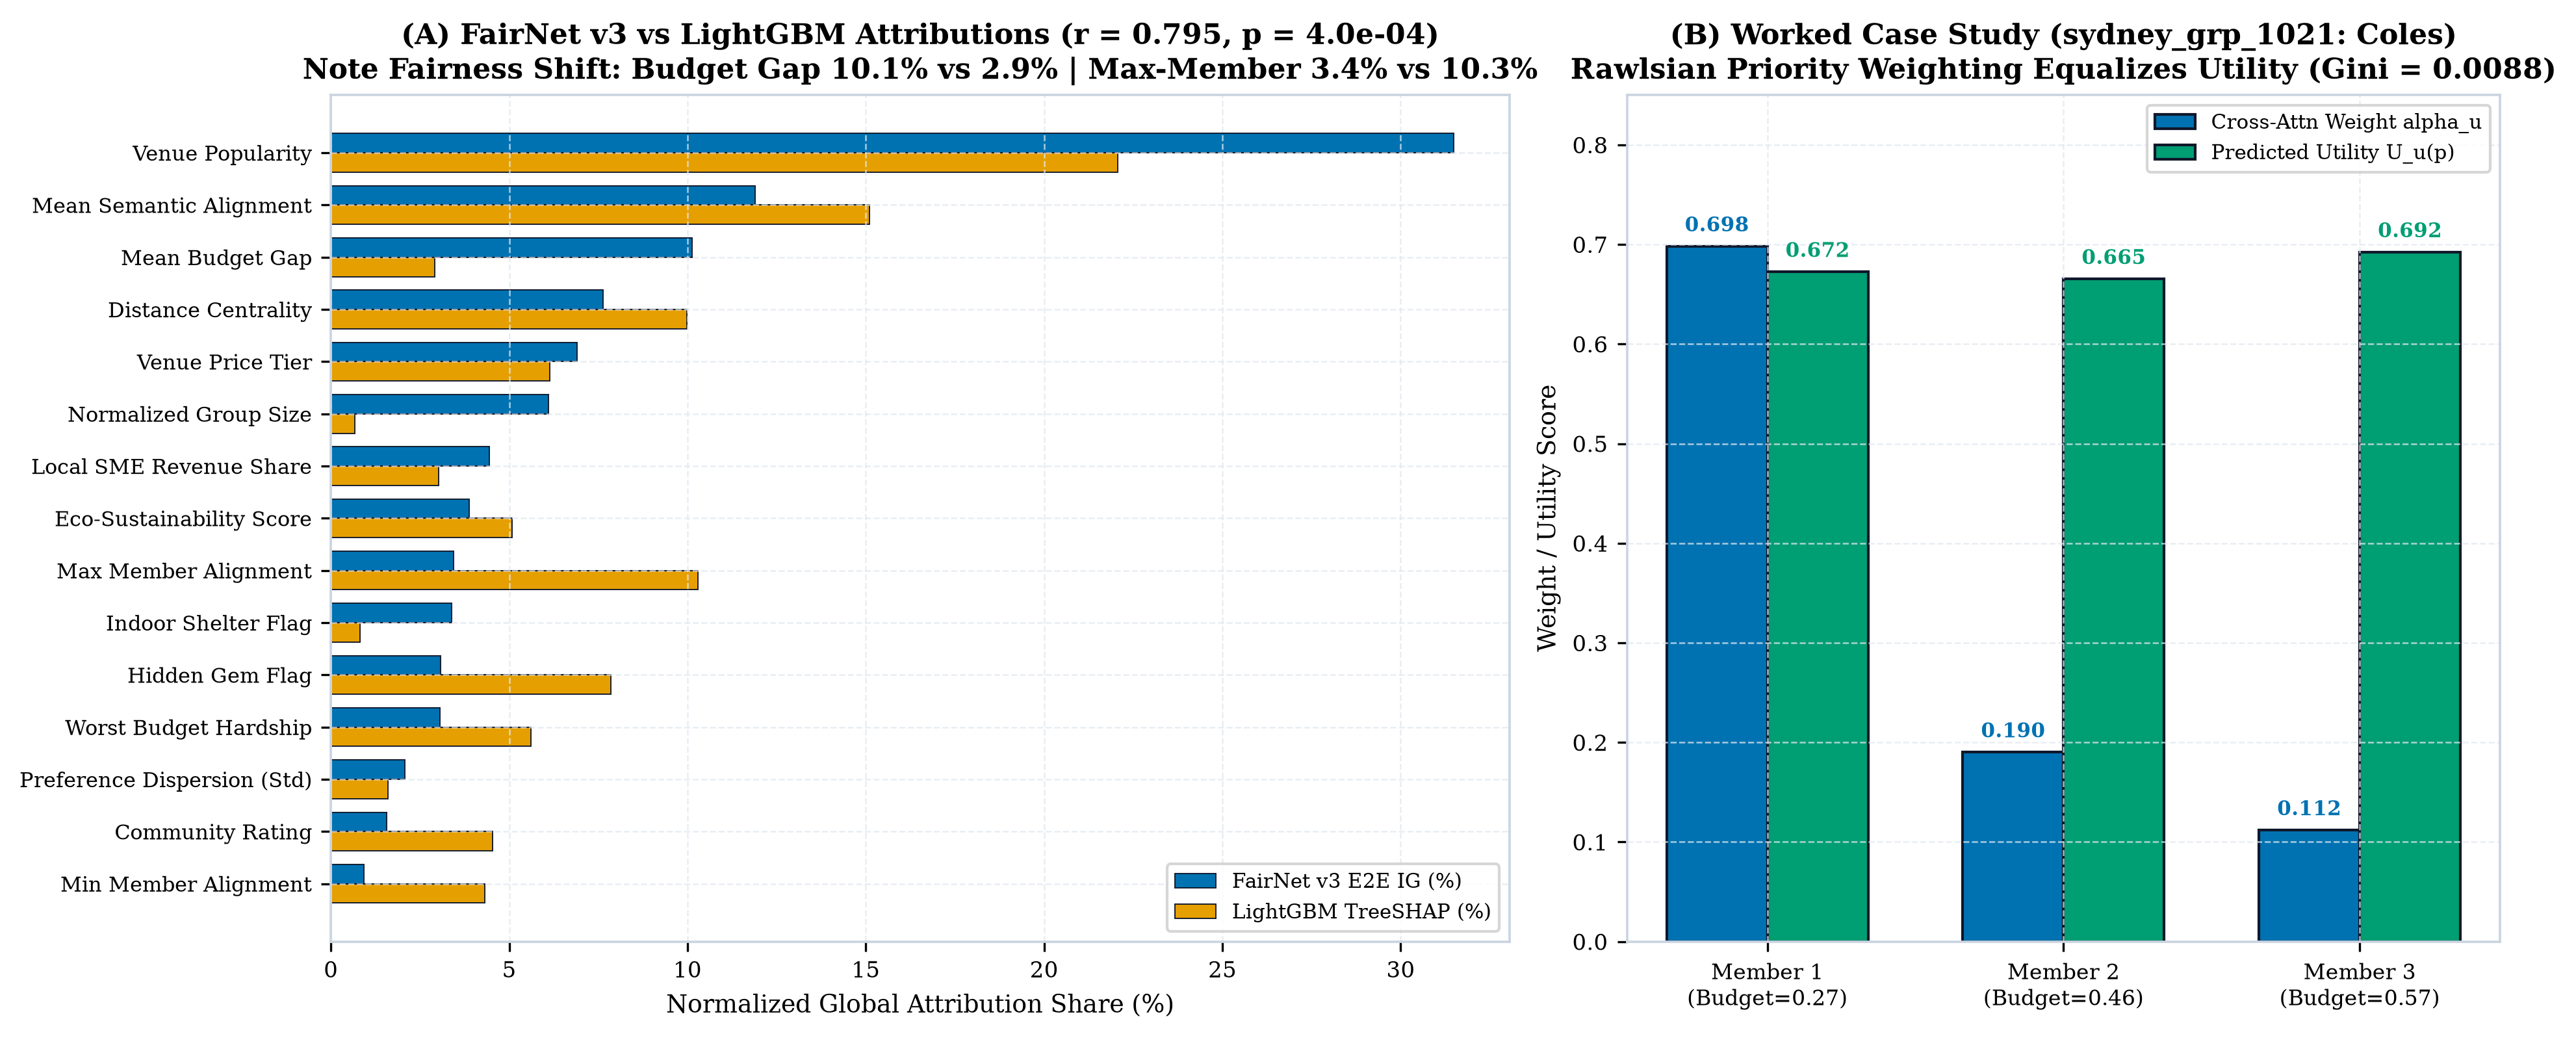 (A) FairNet v3 vs LightGBM Attributions (r = 0.795, p = 4.0e-04)
Note Fairness Shift: Budget Gap 10.1% vs 2.9% | Max-Member 3.4% vs 10.3%
Venue Popularity
Mean Semantic Alignment
Mean Budget Gap
Distance Centrality
Venue Price Tier
Normalized Group Size
Local SME Revenue Share
Eco-Sustainability Score
Max Member Alignment
Indoor Shelter Flag
Hidden Gem Flag
Worst Budget Hardship
Preference Dispersion (Std)
Community Rating
Min Member Alignment
FairNet v3 E2E IG (%)
LightGBM TreeSHAP (%)
0 5 10 15 20 25 30
Normalized Global Attribution Share (%)
(B) Worked Case Study (sydney_grp_1021: Coles)
Rawlsian Priority Weighting Equalizes Utility (Gini = 0.0088)
Cross-Attn Weight alpha_u
Predicted Utility U_u(p)
Weight / Utility Score
0.8
0.7
0.6
0.5
0.4
0.3
0.2
0.1
0.0
0.698
0.672
0.190
0.665
0.112
0.692
Member 1
(Budget=0.27)
Member 2
(Budget=0.46)
Member 3
(Budget=0.57)